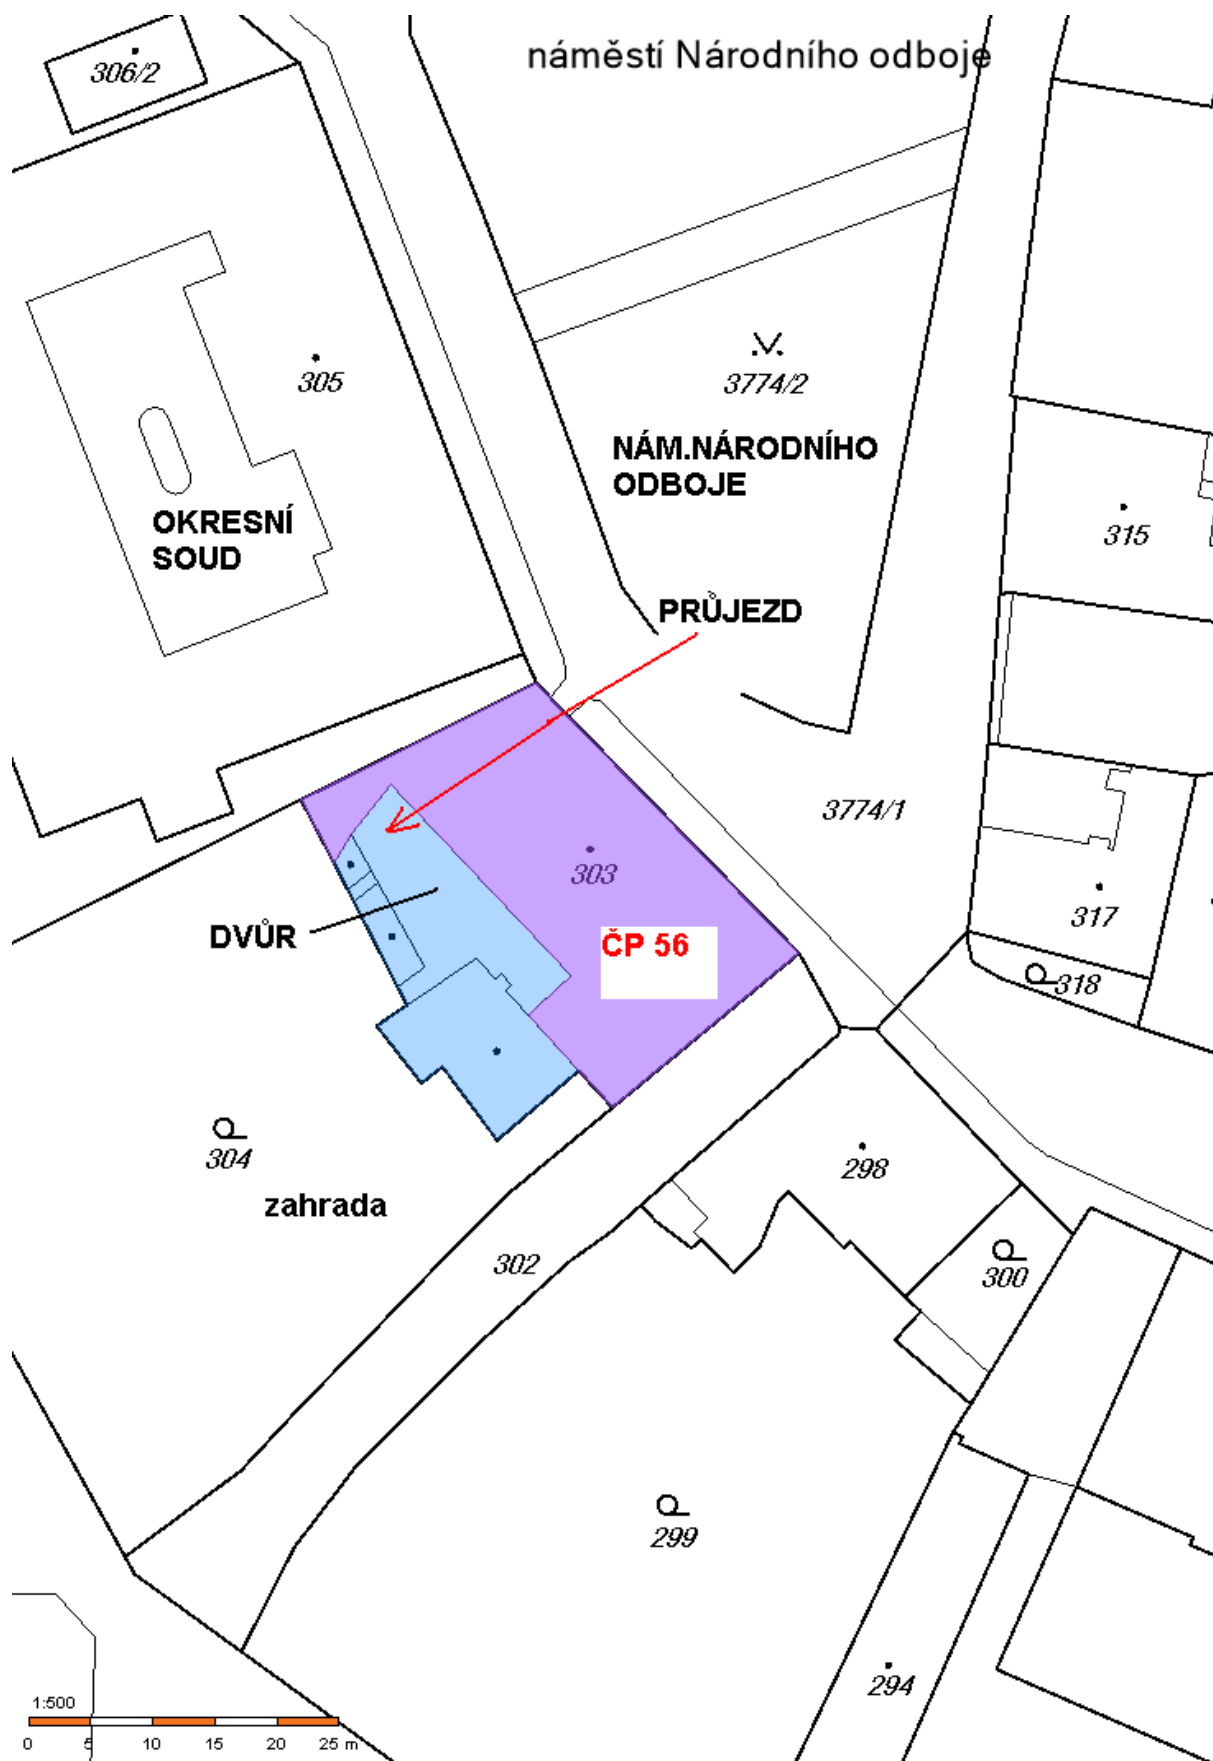 náměstí Národního odboje
306/2
305
3774/2
NÁM.NÁRODNÍHO
ODBOJE
OKRESNÍ
SOUD
315
PRŮJEZD
3774/1
303
317
DVŮR
ČP 56
318
304
298
zahrada
302
300
299
294
1:500
0 5 10 15 20 25 m